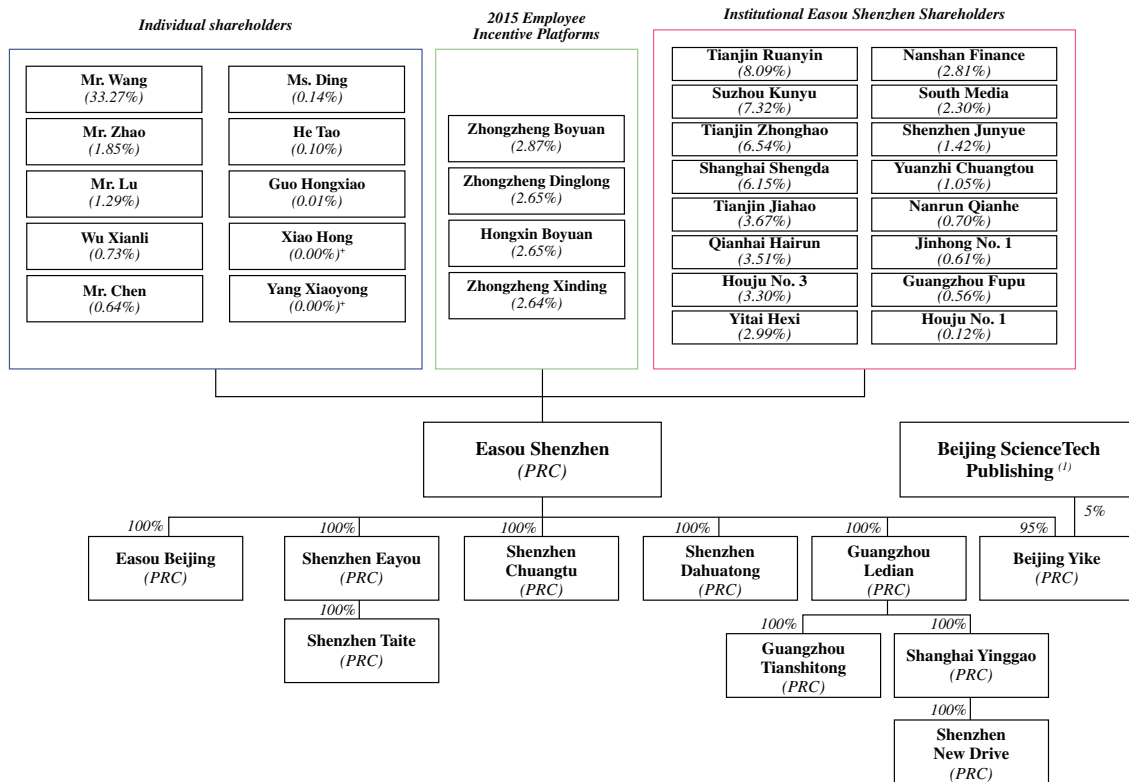 Individual shareholders
2015 Employee
Incentive Platforms
Institutional Easou Shenzhen Shareholders
Mr. Wang
(33.27%)
Ms. Ding
(0.14%)
Mr. Zhao
(1.85%)
He Tao
(0.10%)
Mr. Lu
(1.29%)
Guo Hongxiao
(0.01%)
Wu Xianli
(0.73%)
Xiao Hong
(0.00%)+
Mr. Chen
(0.64%)
Yang Xiaoyong
(0.00%)+
Zhongzheng Boyuan
(2.87%)
Zhongzheng Dinglong
(2.65%)
Hongxin Boyuan
(2.65%)
Zhongzheng Xinding
(2.64%)
Tianjin Ruanyin
(8.09%)
Nanshan Finance
(2.81%)
Suzhou Kunyu
(7.32%)
South Media
(2.30%)
Tianjin Zhonghao
(6.54%)
Shenzhen Junyue
(1.42%)
Shanghai Shengda
(6.15%)
Yuanzhi Chuangtou
(1.05%)
Tianjin Jiahao
(3.67%)
Nanrun Qianhe
(0.70%)
Qianhai Hairun
(3.51%)
Jinhong No. 1
(0.61%)
Houju No. 3
(3.30%)
Guangzhou Fupu
(0.56%)
Yitai Hexi
(2.99%)
Houju No. 1
(0.12%)
Easou Shenzhen
(PRC)
Beijing ScienceTech
Publishing (1)
5%
100%
Easou Beijing
(PRC)
100%
Shenzhen Eayou
(PRC)
100%
Shenzhen
Chuangtu
(PRC)
100%
Shenzhen
Dahuatong
(PRC)
100%
Guangzhou
Ledian
(PRC)
95%
Beijing Yike
(PRC)
100%
Shenzhen Taite
(PRC)
100%
Guangzhou
Tianshitong
(PRC)
100%
Shanghai Yinggao
(PRC)
100%
Shenzhen
New Drive
(PRC)